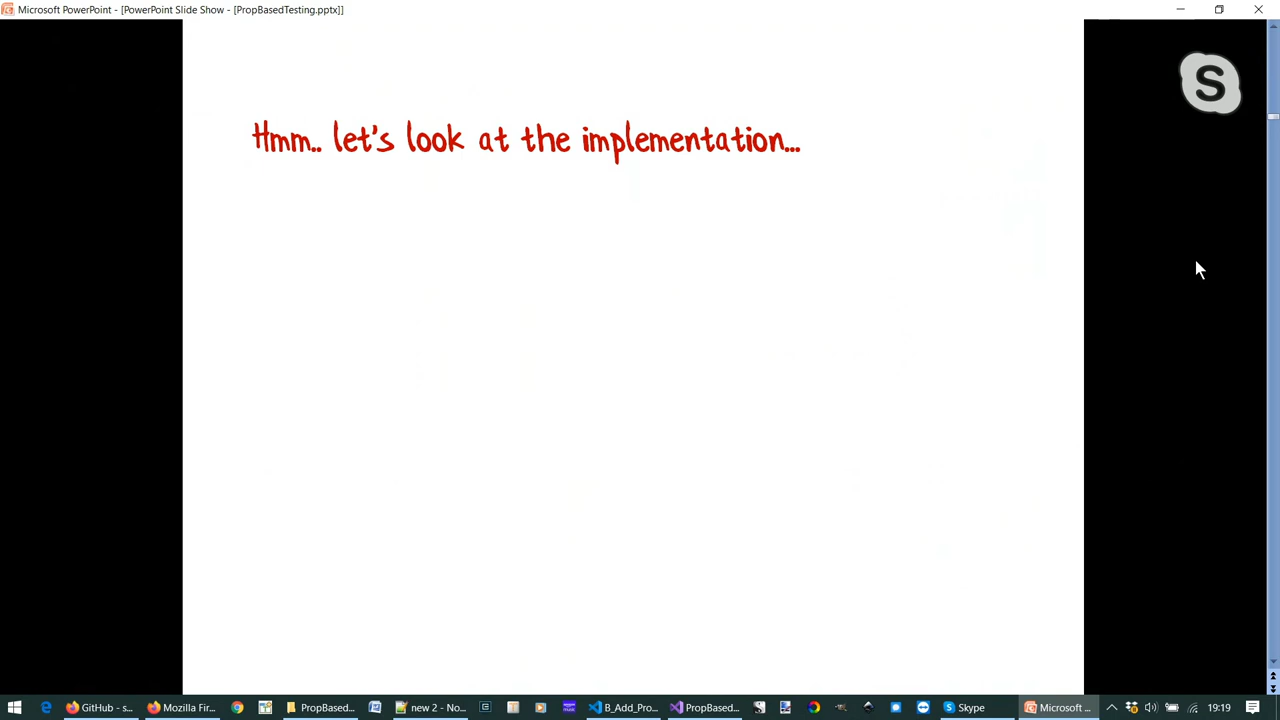 Microsoft PowerPoint - [PowerPoint Slide Show - [PropBasedTesting.pptx]]
S
Hmm.. let's look at the implementation...
GitHub - s...
Mozilla Fir...
PropBased...
new 2 - No...
B_Add_Pro...
PropBased...
Skype
Microsoft ...
19:19